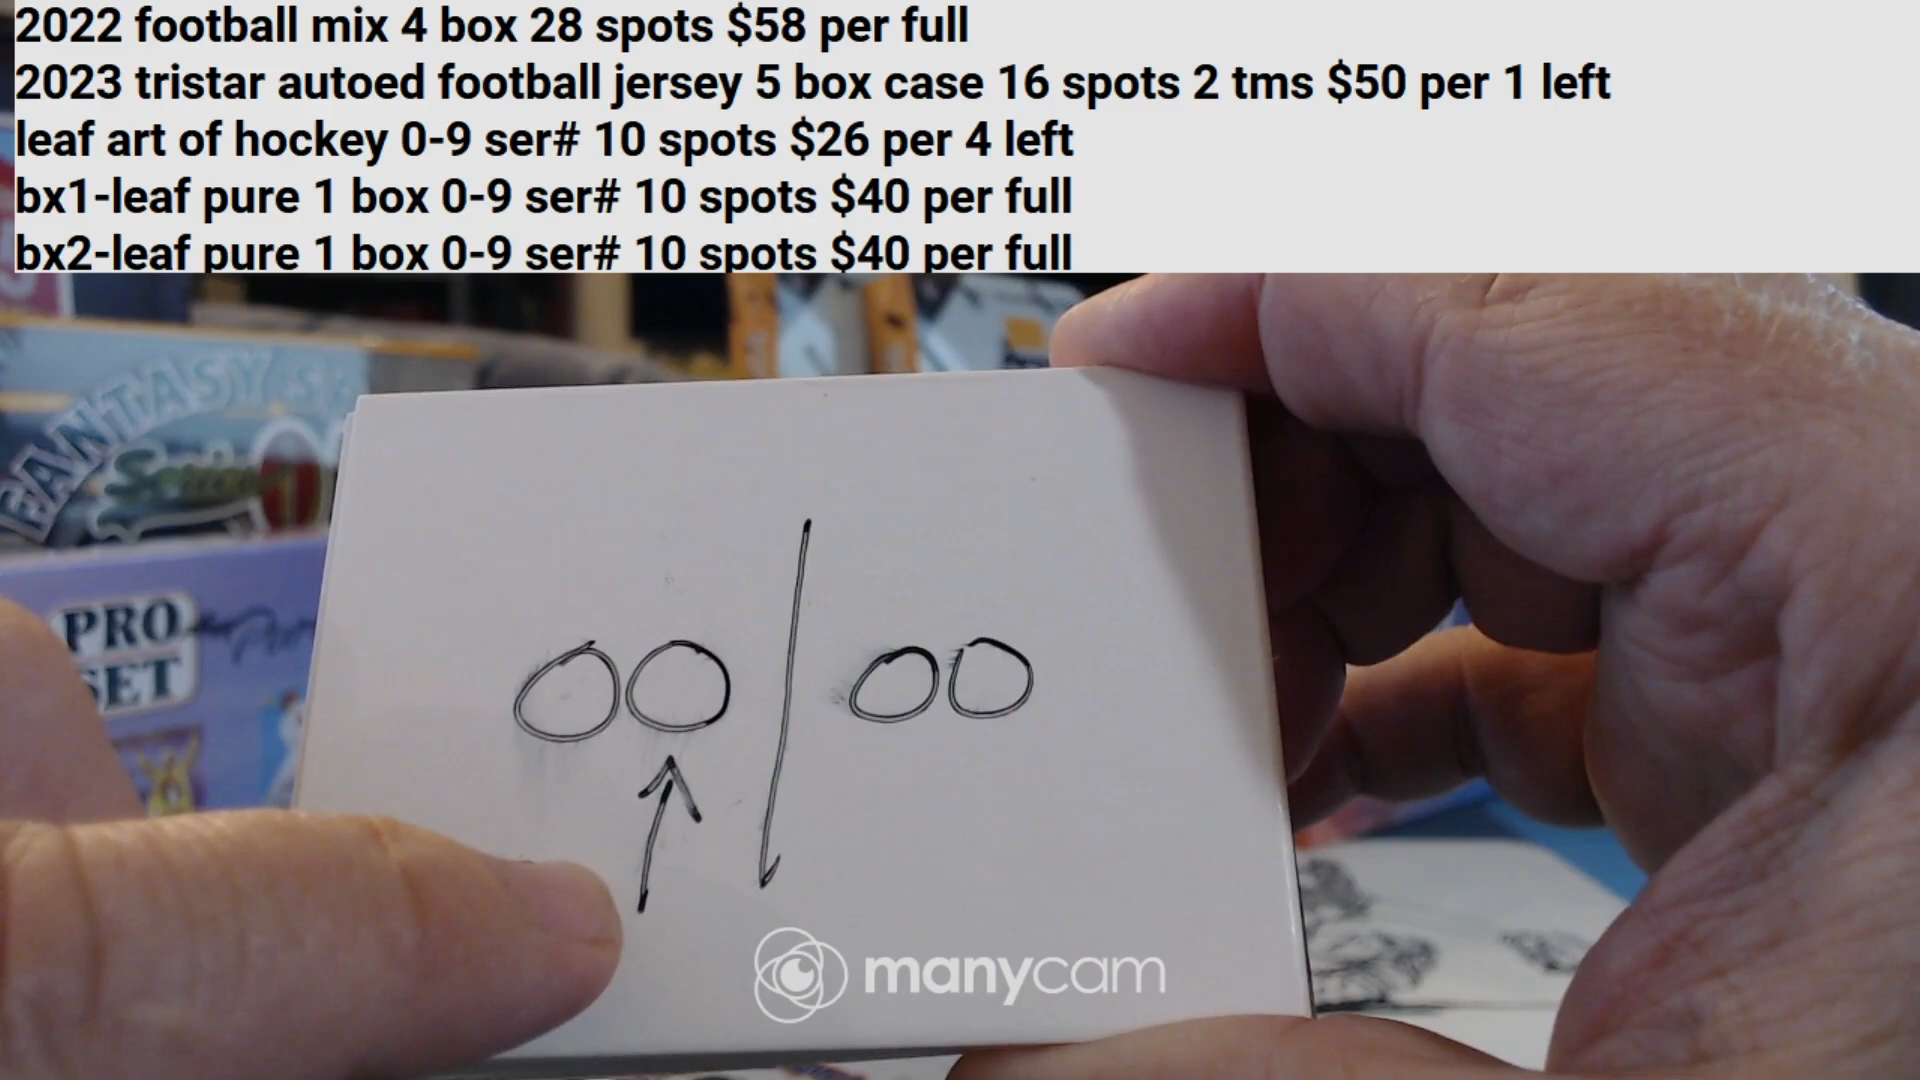 2022 football mix 4 box 28 spots $58 per full
2023 tristar autoed football jersey 5 box case 16 spots 2 tms $50 per 1 left
leaf art of hockey 0-9 ser# 10 spots $26 per 4 left
bx1-leaf pure 1 box 0-9 ser# 10 spots $40 per full
bx2-leaf pure 1 box 0-9 ser# 10 spots $40 per full
FANTASY
PRO
SET
00/00
manycam